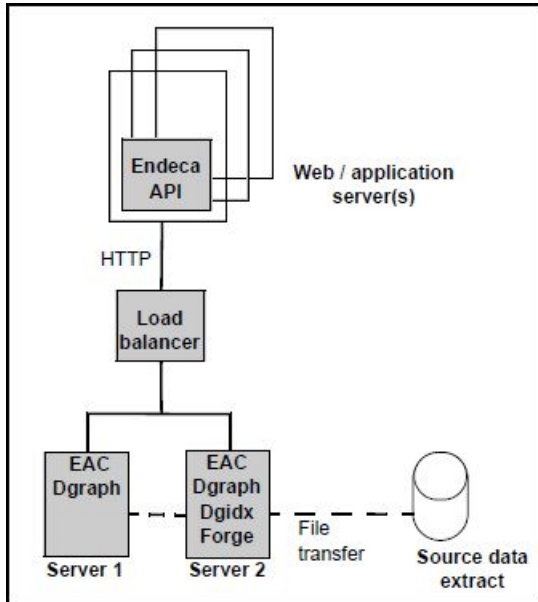 Endeca
API
Web / application
server(s)
HTTP
Load
balancer
EAC
Dgraph
EAC
Dgraph
Dgidx
Forge
File
transfer
Server 1
Server 2
Source data
extract